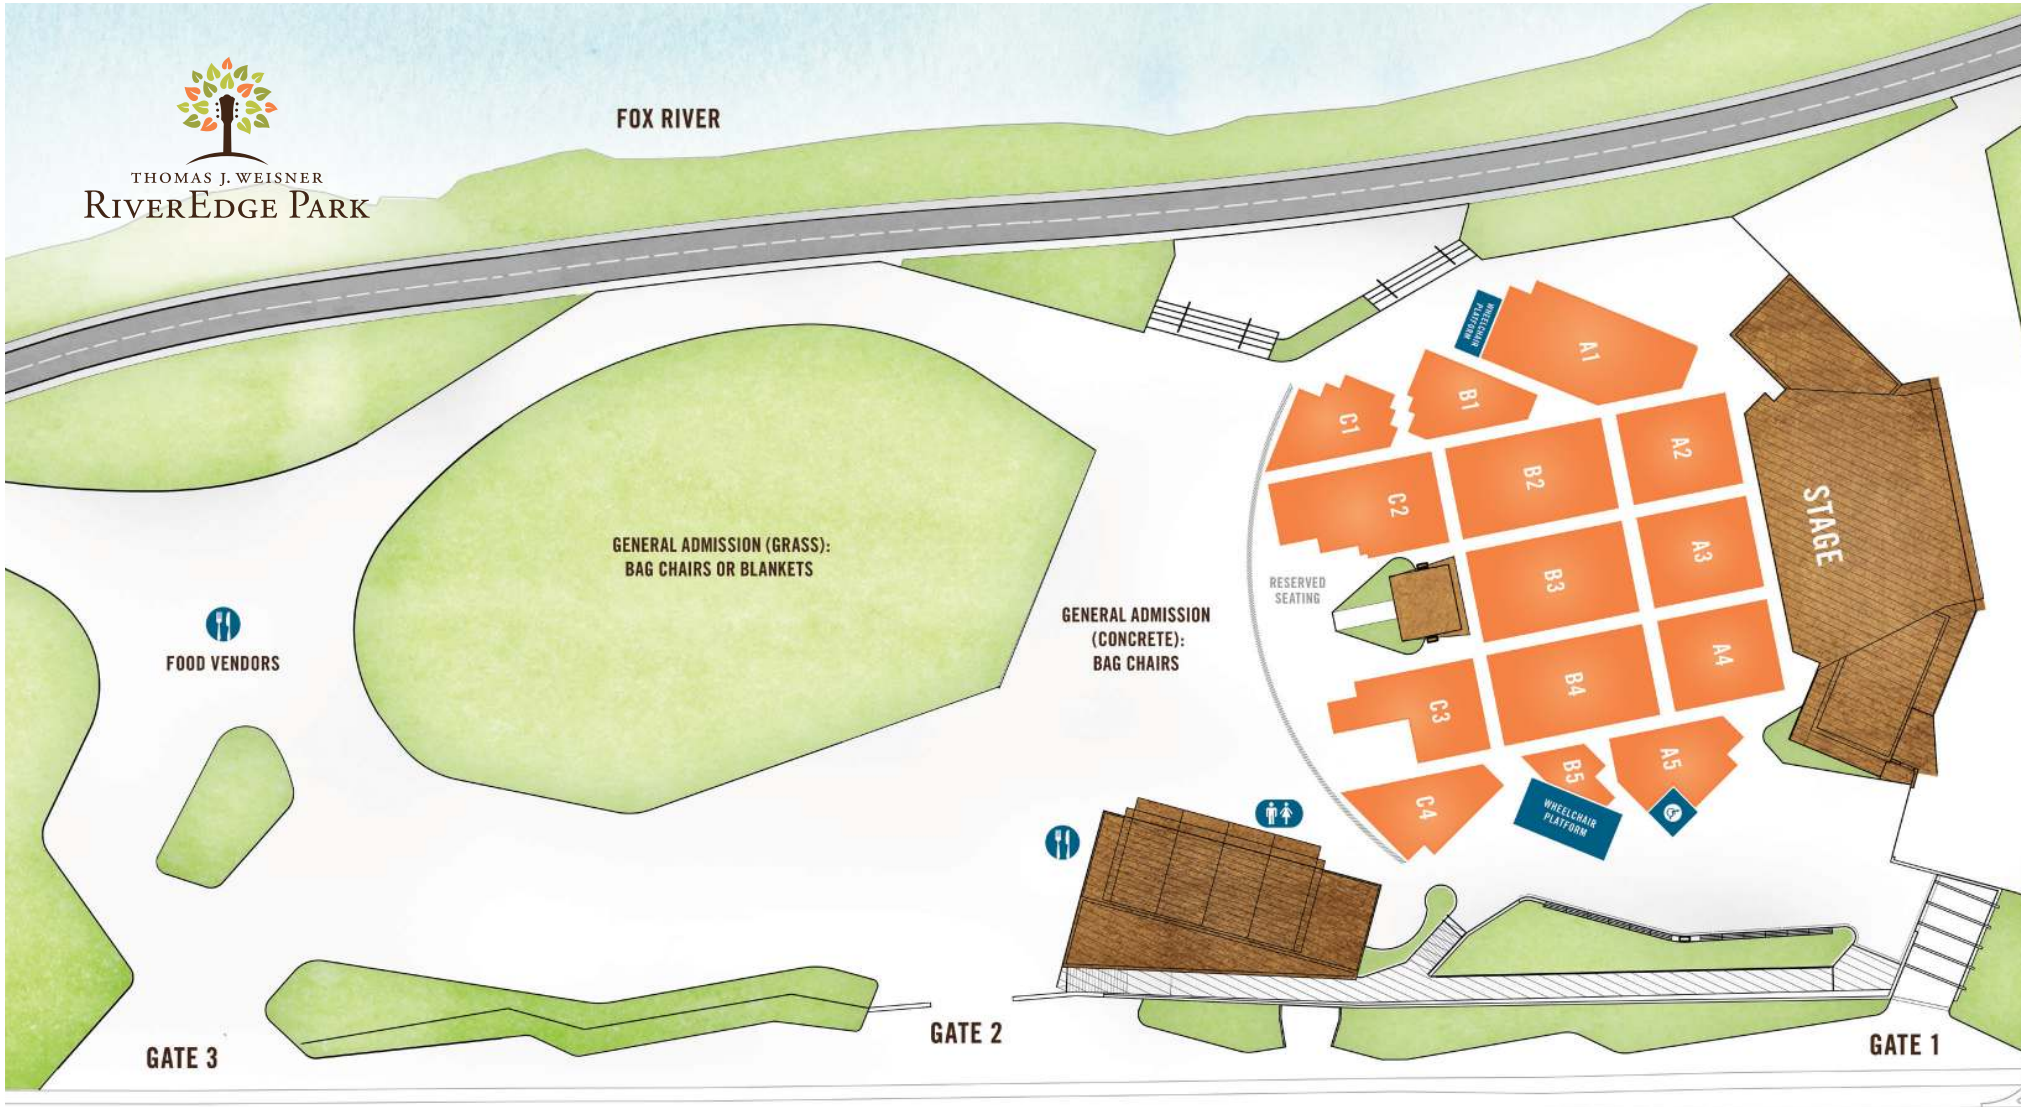 THOMAS J. WEISNER
RIVEREDGE PARK
FOX RIVER
WHEELCHAIR
PLATFORM
A1
B1
C1
A2
B2
C2
STAGE
A3
B3
RESERVED
SEATING
GENERAL ADMISSION (GRASS):
BAG CHAIRS OR BLANKETS
GENERAL ADMISSION
(CONCRETE):
BAG CHAIRS
FOOD VENDORS
A4
B4
C3
A5
B5
C4
WHEELCHAIR
PLATFORM
GATE 3
GATE 2
GATE 1